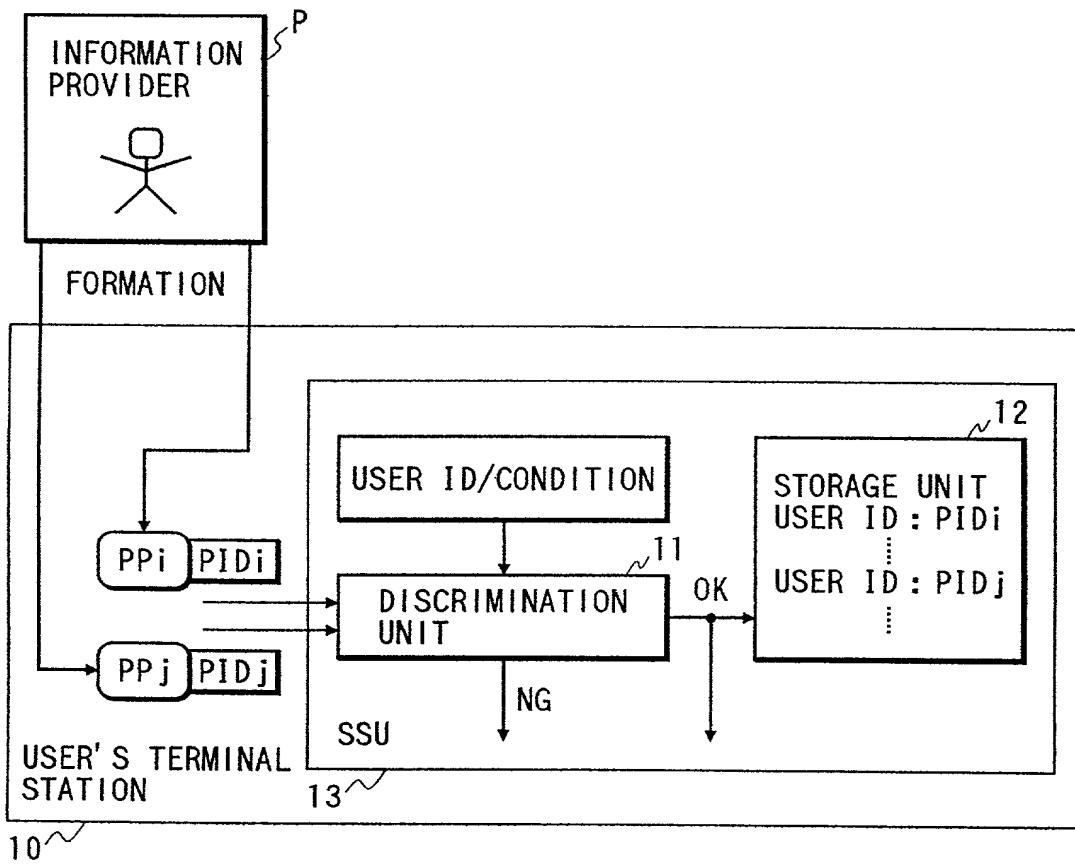 P
INFORMATION
PROVIDER
FORMATION
12
USER ID/CONDITION
STORAGE UNIT
USER ID : PIDi
USER ID : PIDj
11
PPi PIDi
DISCRIMINATION
UNIT
OK
PPj PIDj
NG
SSU
USER'S TERMINAL
STATION
13
10